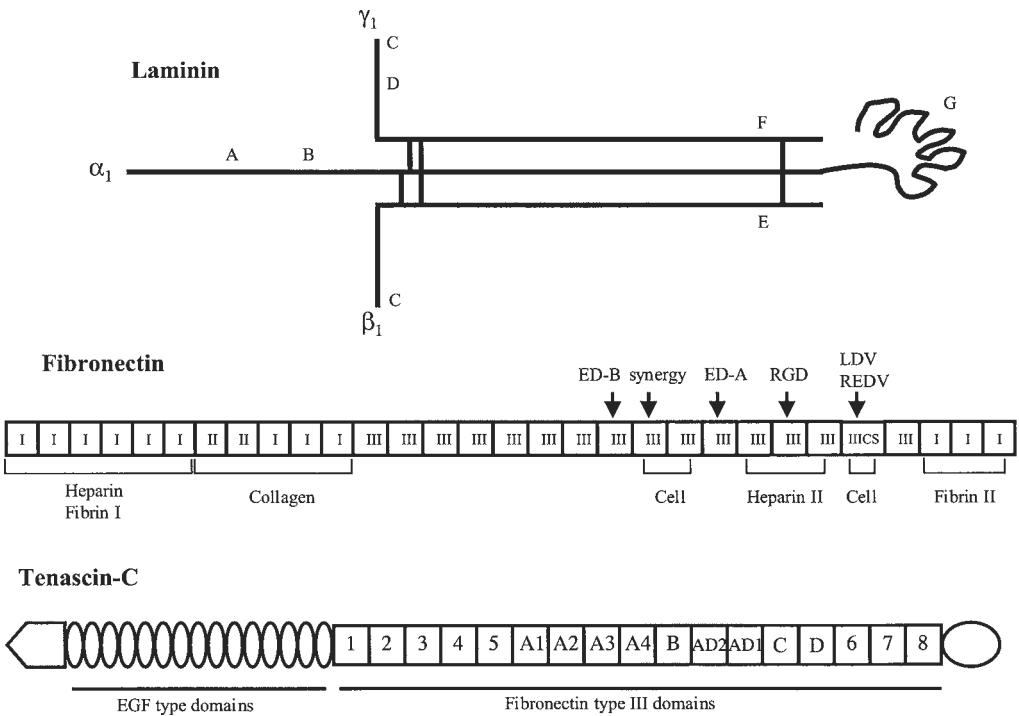 γ1
C
Laminin
D
G
F
A B
α1
E
C
β1
Fibronectin
LDV
ED-B synergy ED-A RGD REDV
I I I I I I II II I I I III III III III III III III III III III III III III III IIICS III I I I
Heparin
Fibrin I
Collagen
Cell
Heparin II
Cell
Fibrin II
Tenascin-C
1 2 3 4 5 A1 A2 A3 A4 B AD2 AD1 C D 6 7 8
EGF type domains
Fibronectin type III domains